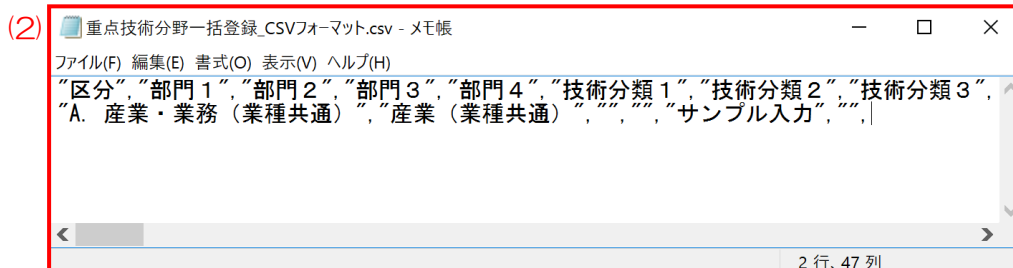 (2)
重点技術分野一括登録_CSVフォーマット.csv - メモ帳
ファイル(F) 編集(E) 書式(O) 表示(V) ヘルプ(H)
"区分","部門１","部門２","部門３","部門４","技術分類１","技術分類２","技術分類３",
"A. 産業・業務（業種共通）","産業（業種共通）","","","サンプル入力","",
2 行、47 列